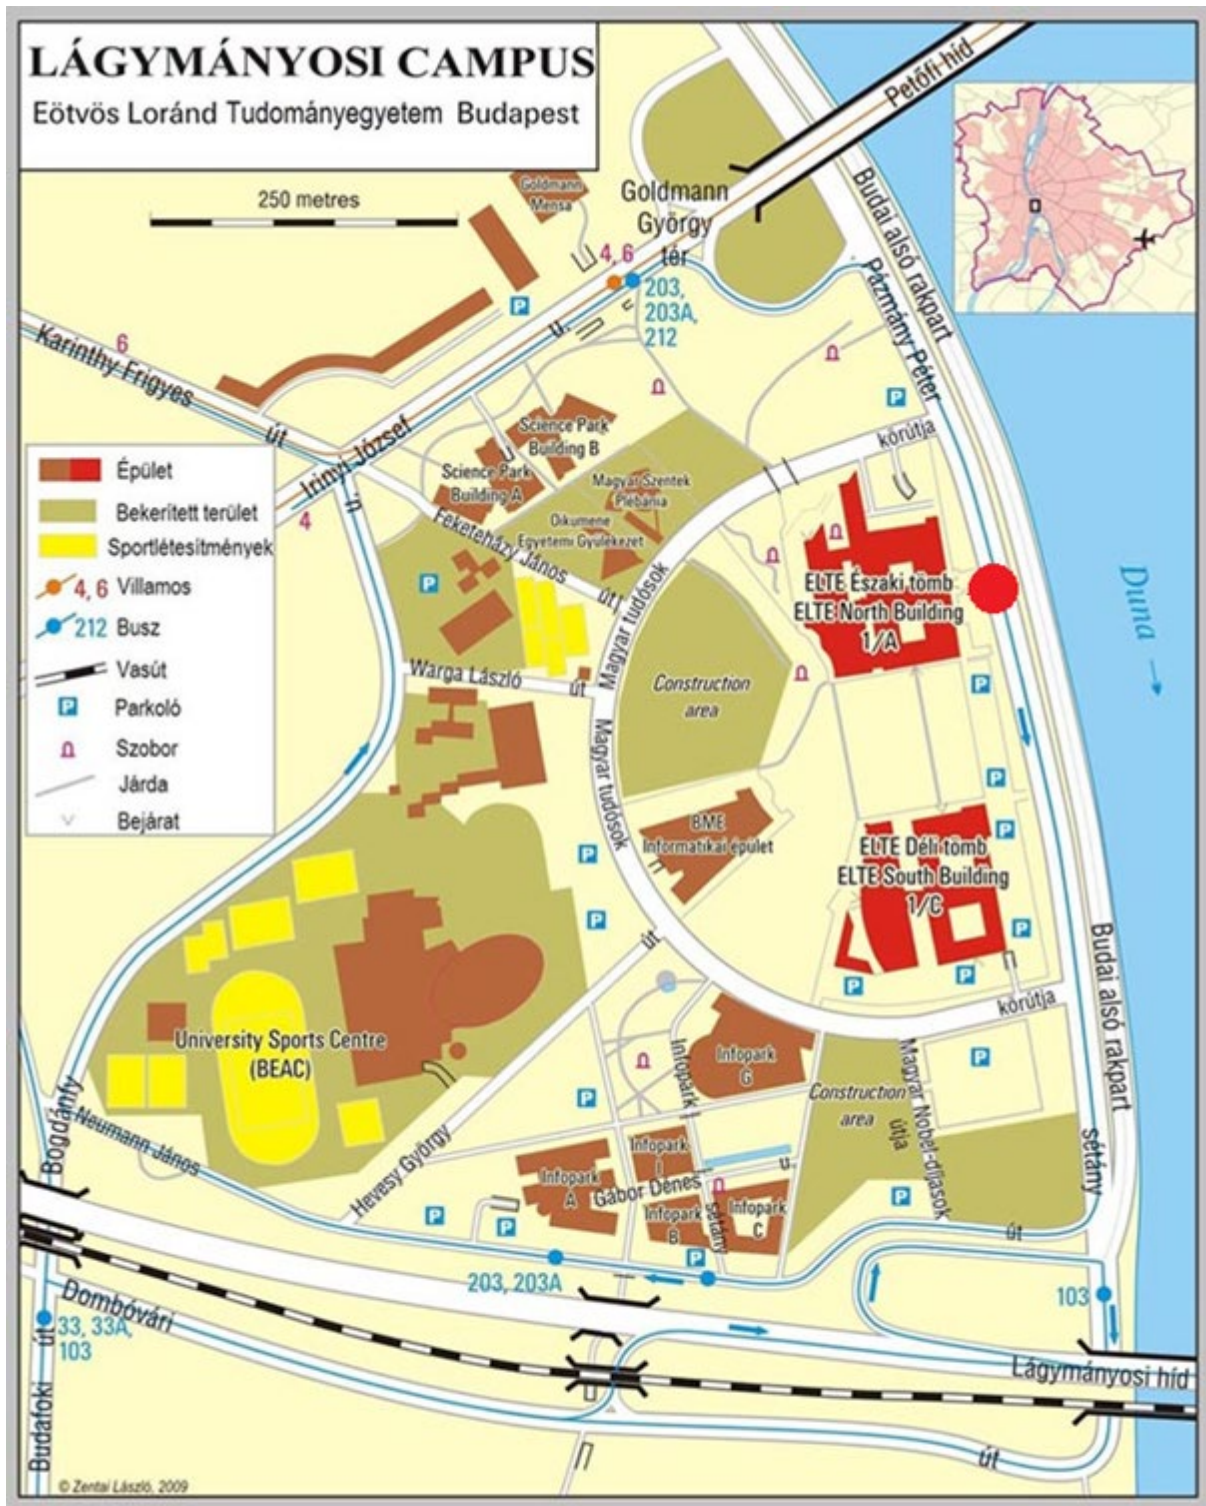 LÁGYMÁNYOSI CAMPUS
Eötvös Loránd Tudományegyetem Budapest
250 metres
Goldmann
Mensa
Goldmann
György
tér
Petőfi híd
Budai alsó rakpart
Pázmány Péter
4, 6
203,
203A,
212
P
6
Karinthy Frigyes
út
Irinyi József
u.
4
P
körútja
Science Park
Building B
Science Park
Building A
Magyar Szentek
Plébánia
Ökumené
Egyetemi Gyülekezet
Feketeházy János
út
Épület
Bekerített terület
Sportlétesítmények
4, 6 Villamos
212 Busz
Vasút
P Parkoló
Szobor
Járda
Bejárat
P
ELTE Északi tömb
ELTE North Building
1/A
Duna
Magyar tudósok
Warga László
út
Construction
area
P
Magyar tudósok
P
BME
Informatikai épület
P
ELTE Déli tömb
ELTE South Building
1/C
P
P
P
út
P
P
Budai alsó rakpart
körútja
University Sports Centre
(BEAC)
Infopark
Infopark
G
P
P
Construction
area
Magyar Nobel-díjasok
útja
sétány
Bogdánfy
Neumann János
Hevesy György
Infopark
A
Infopark
I
Gábor Dénes
u.
sétány
Infopark
B
Infopark
C
P
P
P
P
út
203, 203A
103
Dombóvári
33, 33A,
103
Budafoki
út
Lágymányosi híd
út
© Zentai László, 2009